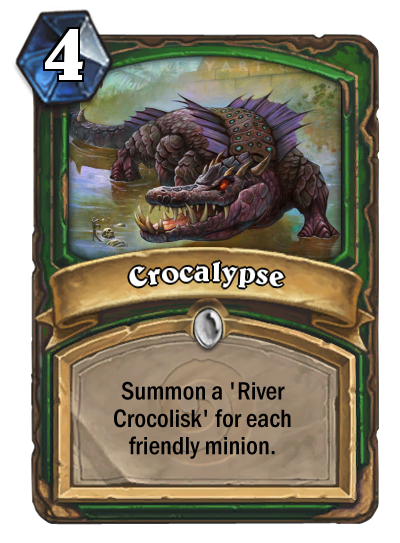 4
Crocalypse
Summon a 'River
Crocolisk' for each
friendly minion.